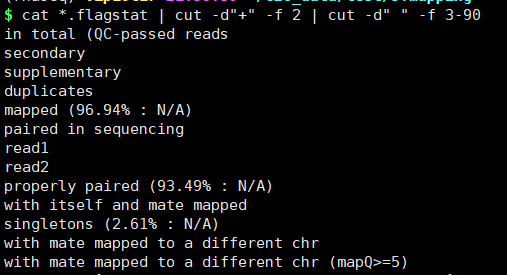 $ cat *.flagstat | cut -d"+" -f 2 | cut -d" " -f 3-90
in total (QC-passed reads
secondary
supplementary
duplicates
mapped (96.94% : N/A)
paired in sequencing
read1
read2
properly paired (93.49% : N/A)
with itself and mate mapped
singletons (2.61% : N/A)
with mate mapped to a different chr
with mate mapped to a different chr (mapQ>=5)